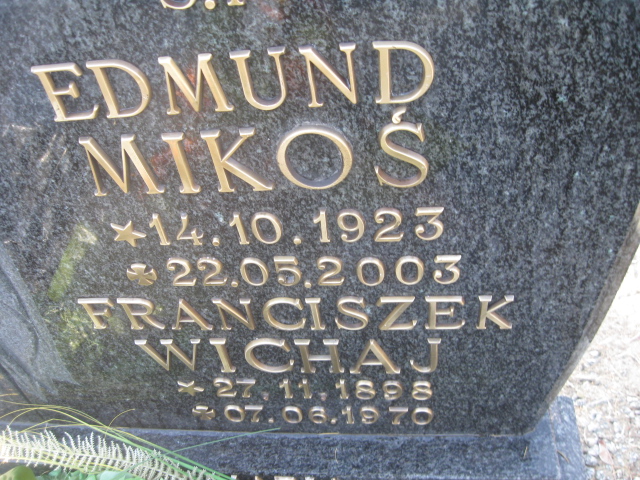 EDMUND
MIKOŚ
14.10.1923
22.05.2003
FRANCISZEK
WICHAJ
27.11.1898
07.06.1970